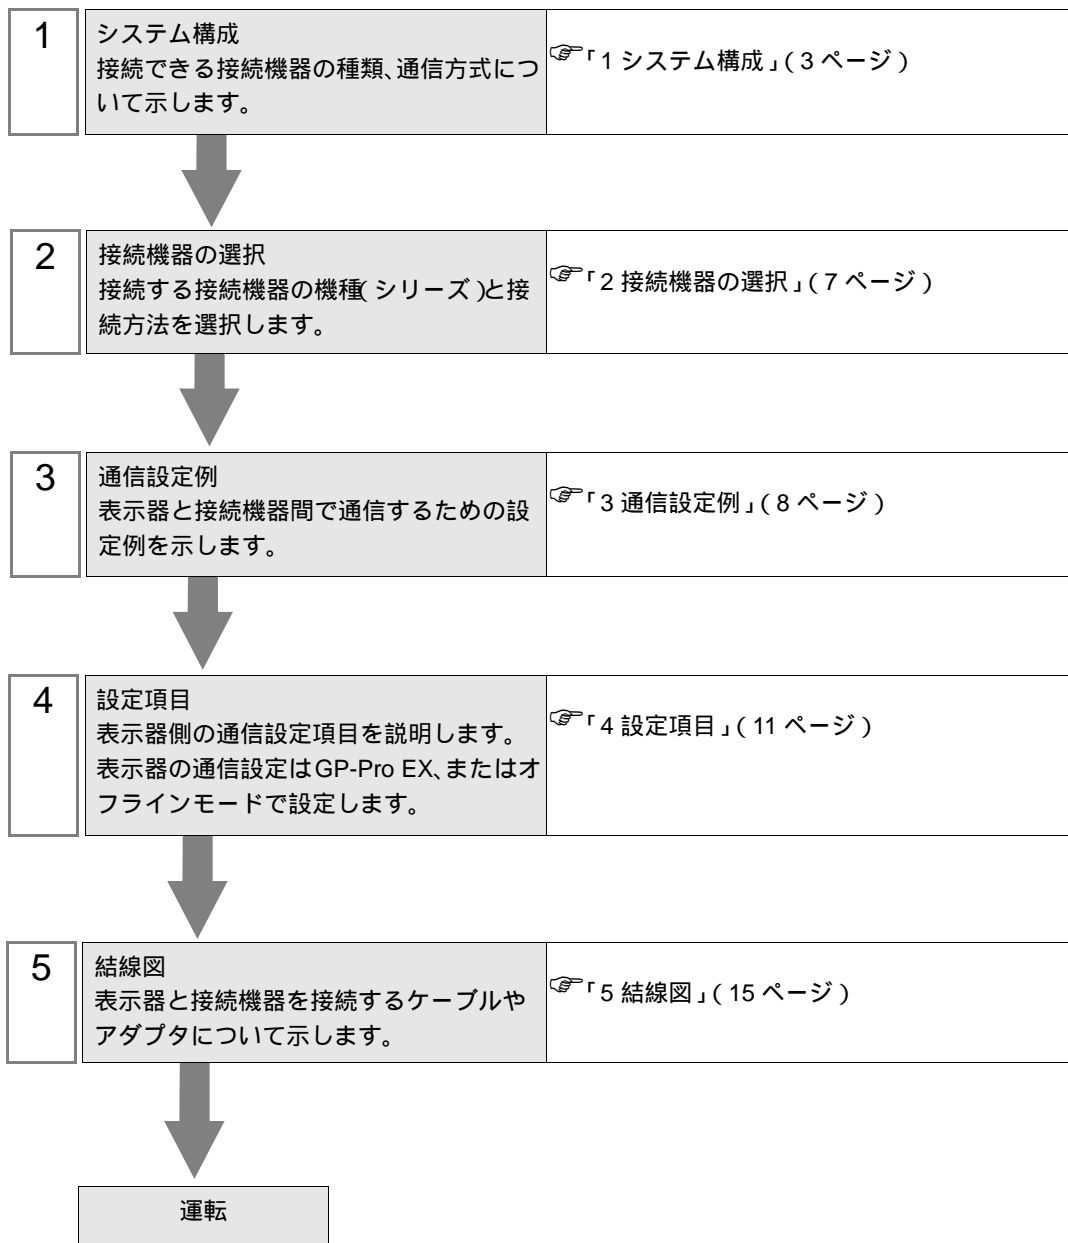 1
システム構成
接続できる接続機器の種類、通信方式につ
いて示します。
☞「1 システム構成」(3 ページ)
2
接続機器の選択
接続する接続機器の機種(シリーズ)と接
続方法を選択します。
☞「2 接続機器の選択」(7 ページ)
3
通信設定例
表示器と接続機器間で通信するための設
定例を示します。
☞「3 通信設定例」(8 ページ)
4
設定項目
表示器側の通信設定項目を説明します。
表示器の通信設定はGP-Pro EX、またはオ
フラインモードで設定します。
☞「4 設定項目」(11 ページ)
5
結線図
表示器と接続機器を接続するケーブルや
アダプタについて示します。
☞「5 結線図」(15 ページ)
運転